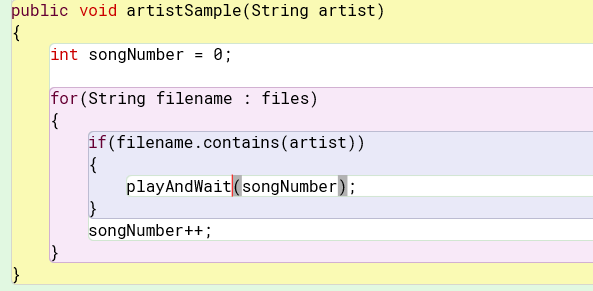 public void artistSample(String artist)
{
int songNumber = 0;
for(String filename : files)
{
if(filename.contains(artist))
{
playAndWait(songNumber);
}
songNumber++;
}
}